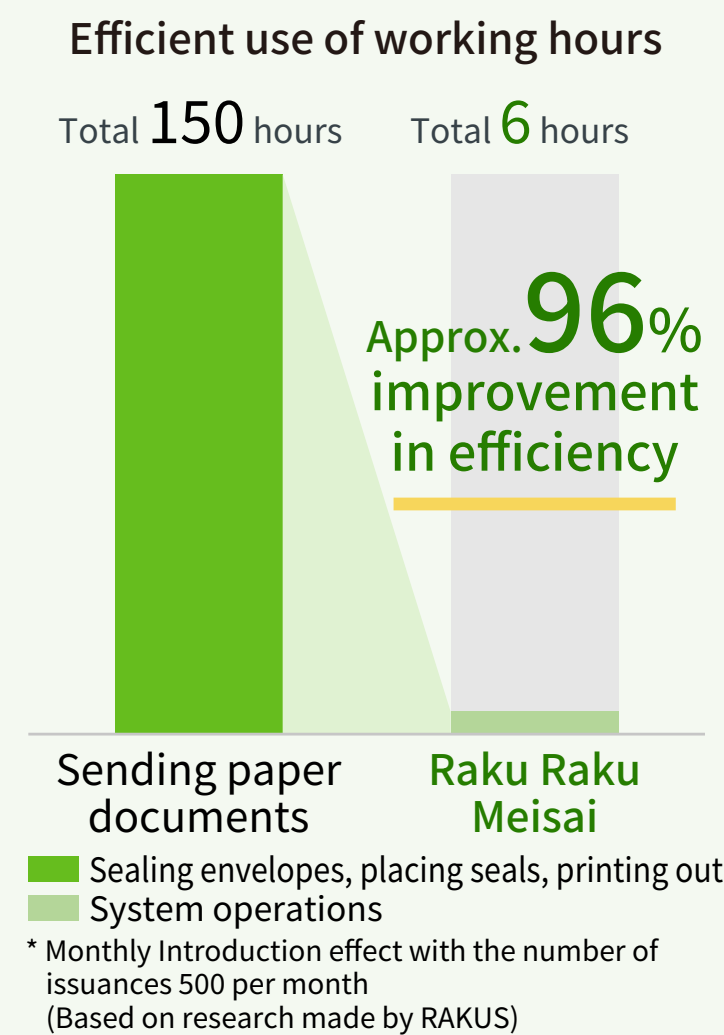 Efficient use of working hours
Total 150 hours
Total 6 hours
Approx. 96%
improvement
in efficiency
Sending paper
documents
Raku Raku
Meisai
Sealing envelopes, placing seals, printing out
System operations
* Monthly Introduction effect with the number of
issuances 500 per month
(Based on research made by RAKUS)